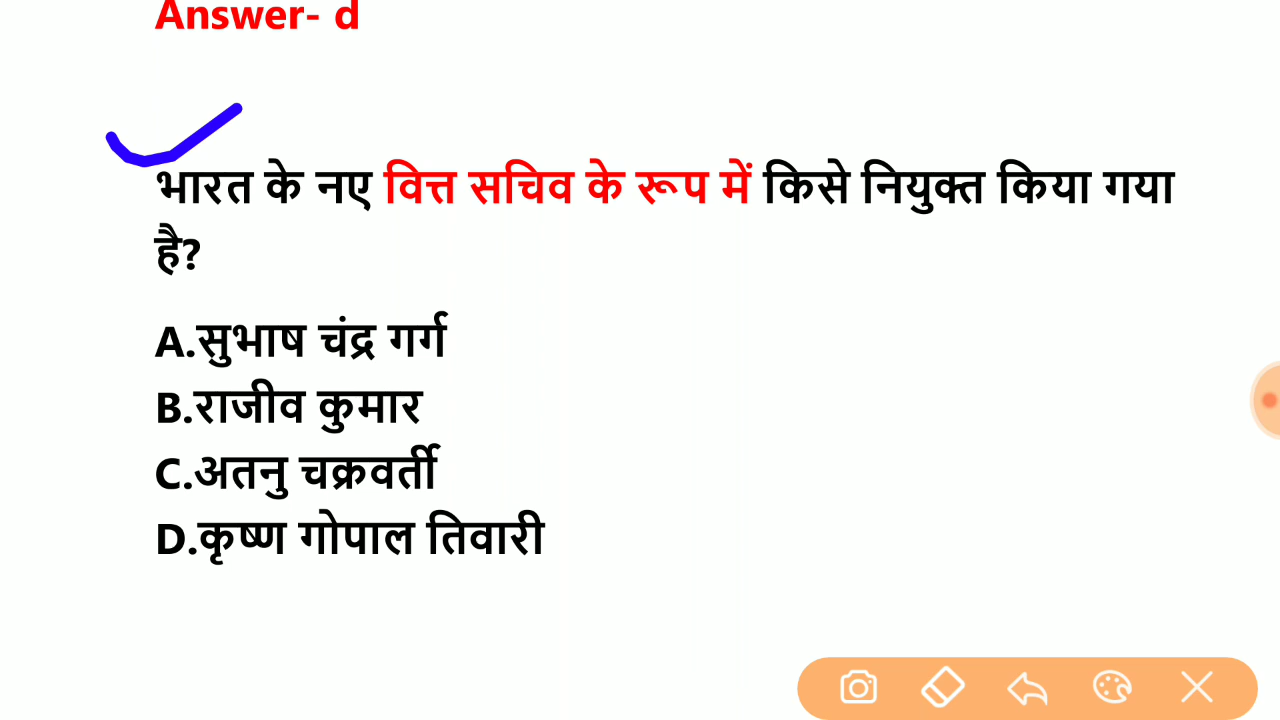 Answer- d
भारत के नए वित्त सचिव के रूप में किसे नियुक्त किया गया
है?
A.सुभाष चंद्र गर्ग
B.राजीव कुमार
C.अतनु चक्रवर्ती
D.कृष्ण गोपाल तिवारी